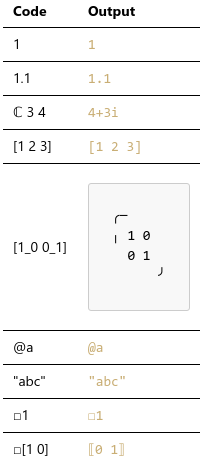 Code Output
1 1
1.1 1.1
ℂ 3 4 4+3i
[1 2 3] [1 2 3]
[1_0 0_1] ╭─
╷ 1 0
0 1
╯
@a @a
"abc" "abc"
□1 □1
□[1 0] ⟦0 1⟧